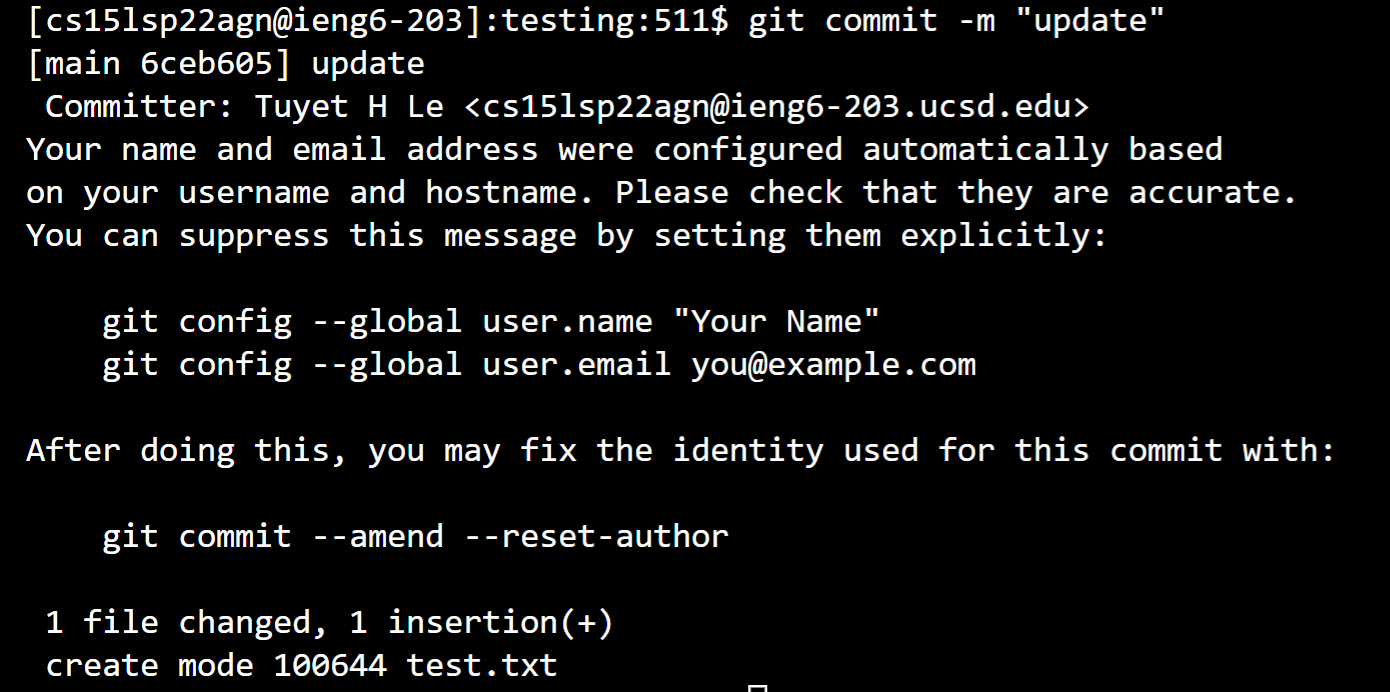 [cs15lsp22agn@ieng6-203]:testing:511$ git commit -m "update"
[main 6ceb605] update
 Committer: Tuyet H Le <cs15lsp22agn@ieng6-203.ucsd.edu>
Your name and email address were configured automatically based
on your username and hostname. Please check that they are accurate.
You can suppress this message by setting them explicitly:

    git config --global user.name "Your Name"
    git config --global user.email you@example.com

After doing this, you may fix the identity used for this commit with:

    git commit --amend --reset-author

 1 file changed, 1 insertion(+)
 create mode 100644 test.txt